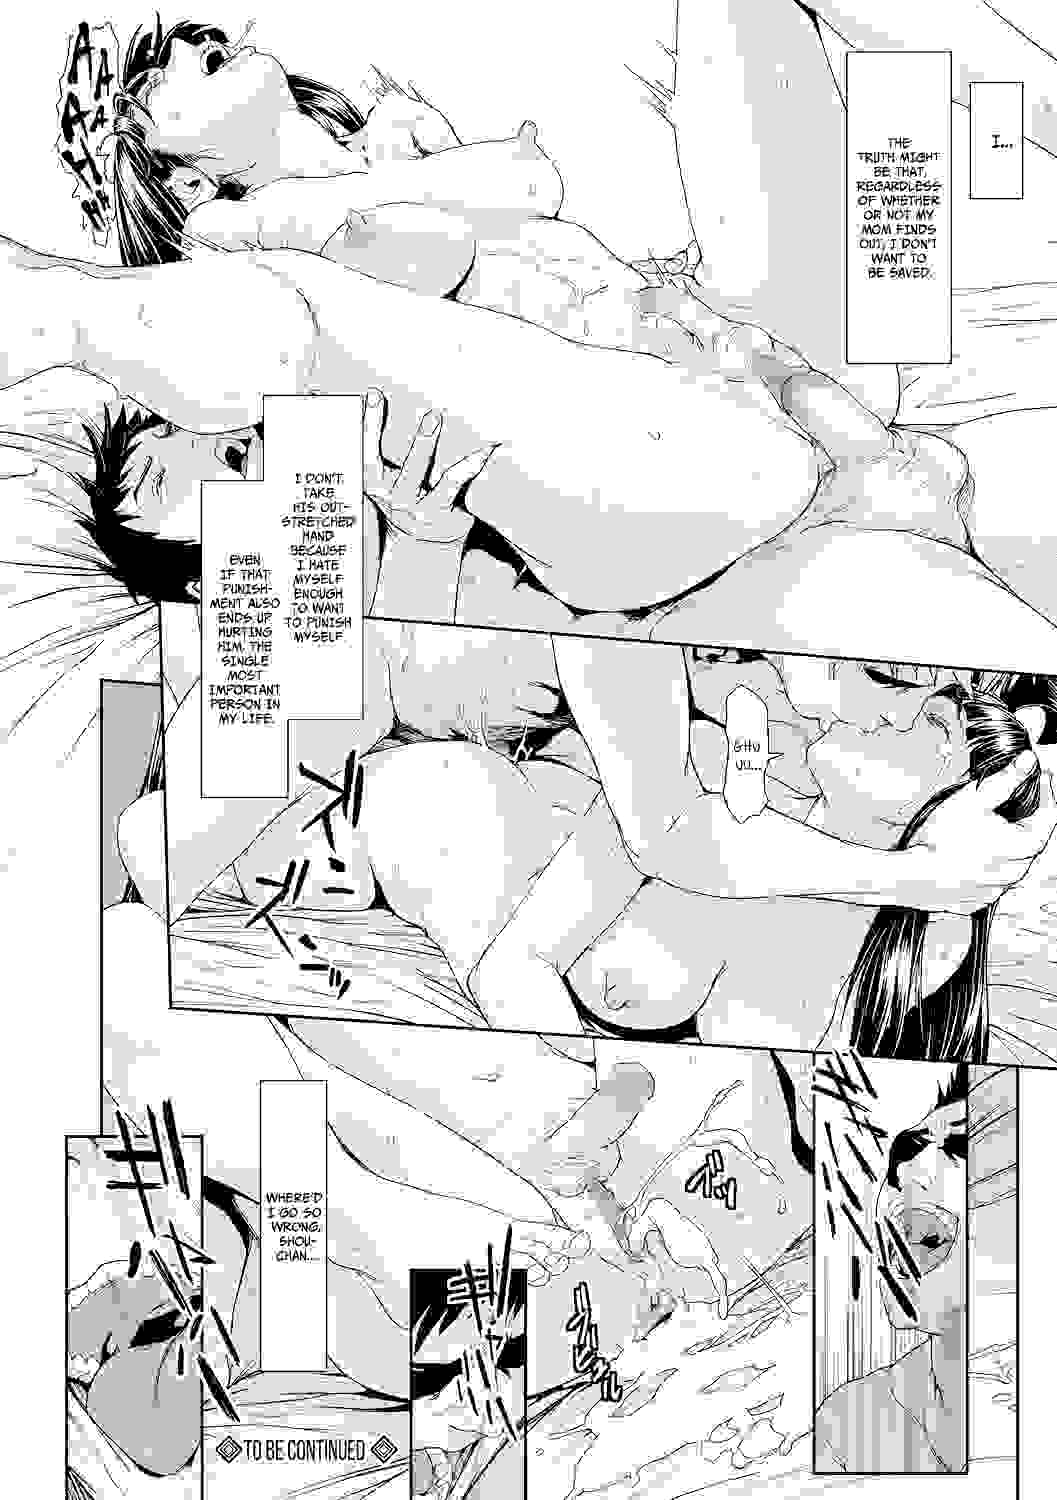 I...
THE
TRUTH MIGHT
BE THAT,
REGARDLESS
OF WHETHER
OR NOT MY
MOM FINDS
OUT, I DON'T
WANT TO
BE SAVED.
AAAAAHHH
I DON'T
TAKE
HIS OUT-
STRETCHED
HAND
BECAUSE
I HATE
MYSELF
ENOUGH
TO WANT
TO PUNISH
MYSELF.
EVEN
IF THAT
PUNISH-
MENT ALSO
ENDS UP
HURTING
HIM, THE
SINGLE
MOST
IMPORTANT
PERSON IN
MY LIFE.
GHU
UU...
WHERE'D
I GO SO
WRONG,
SHOU-
CHAN...
TO BE CONTINUED